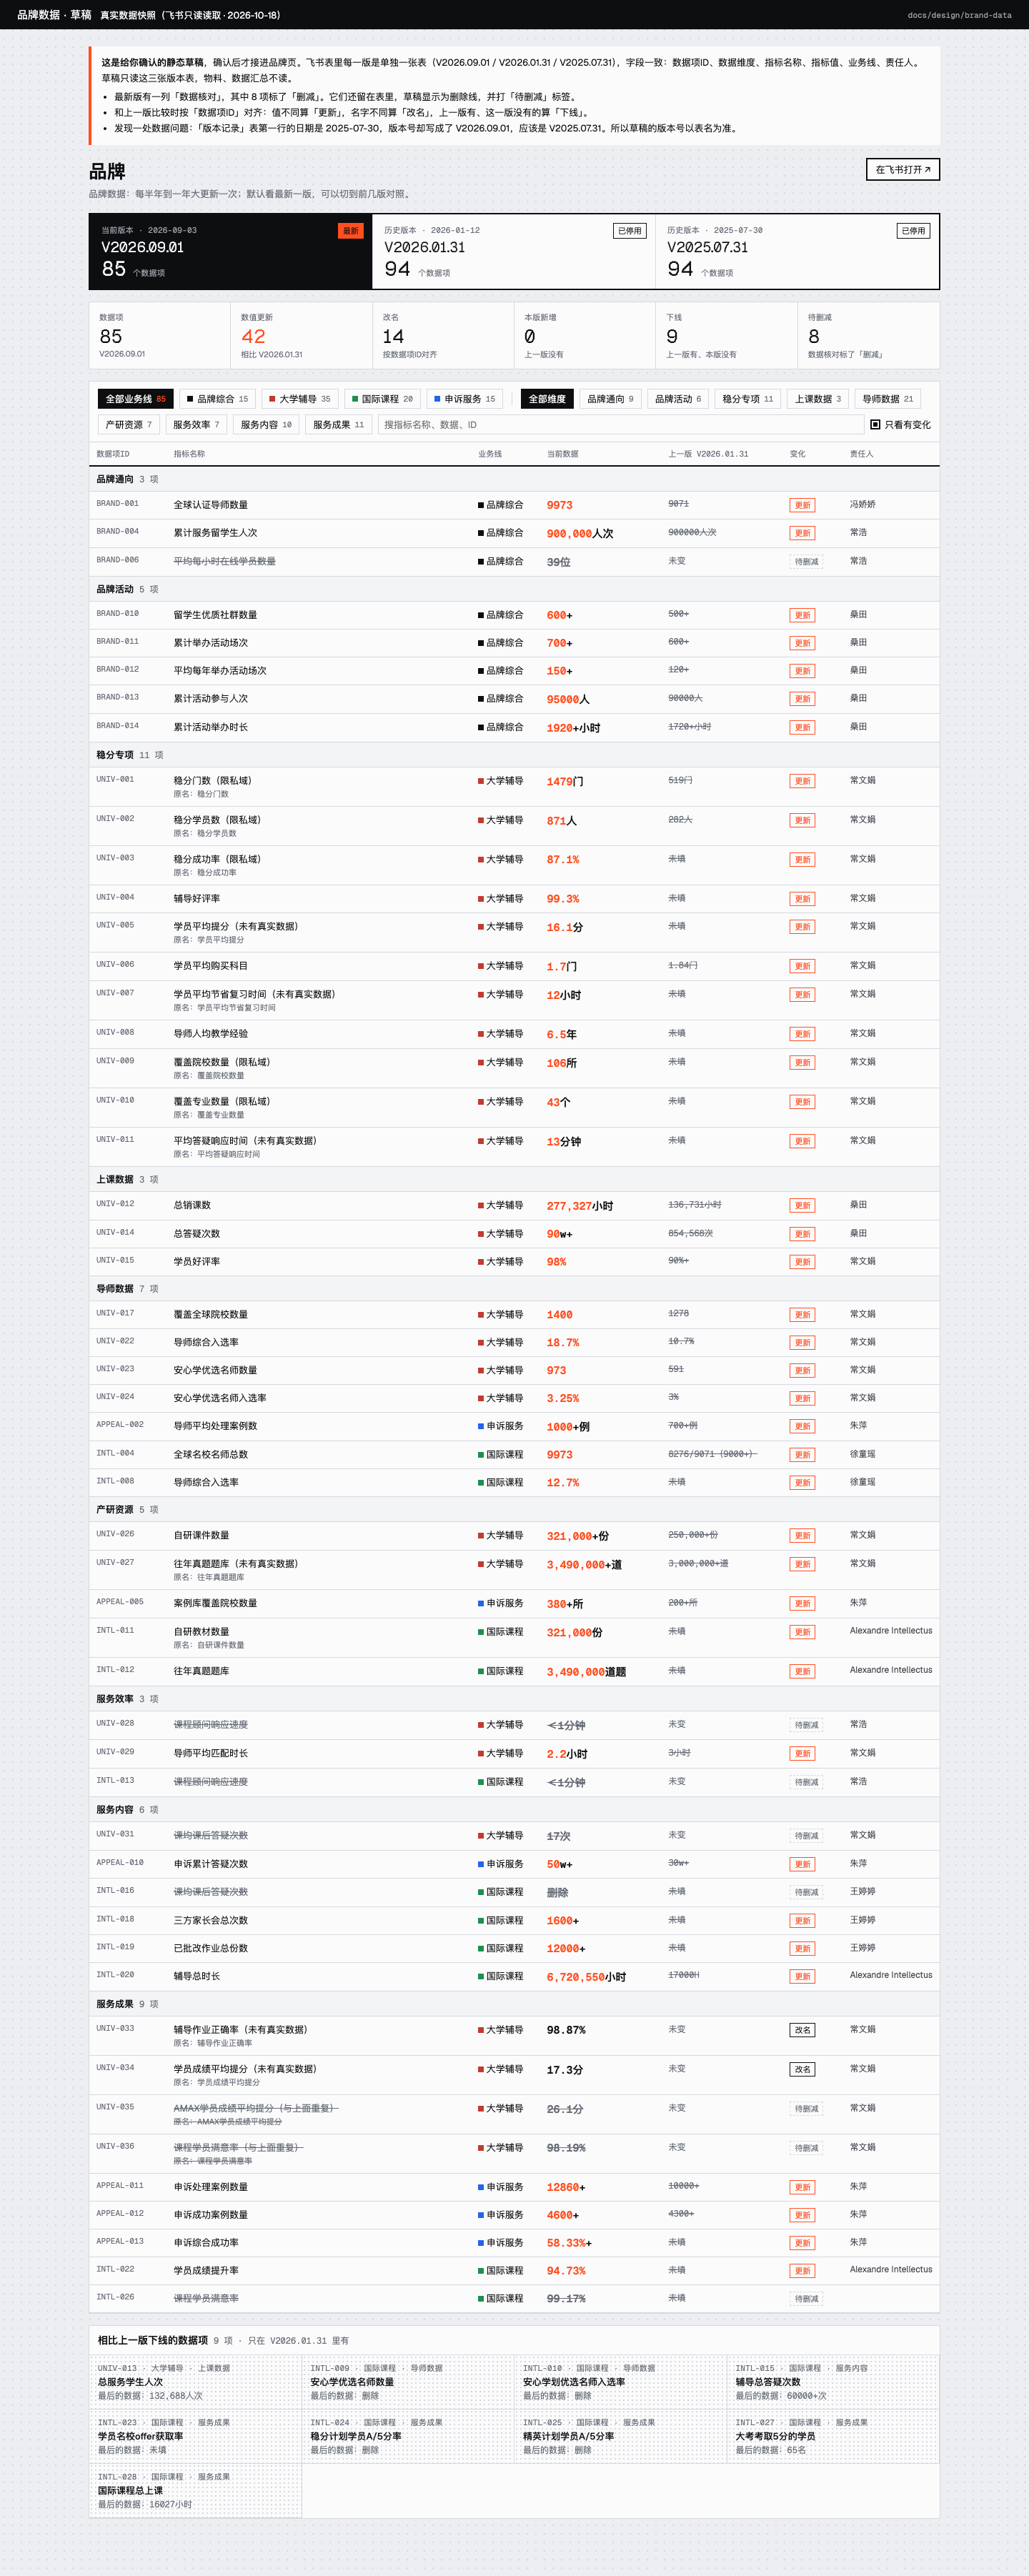 品牌数据 · 草稿 真实数据快照（飞书只读读取 · 2026-10-18） docs/design/brand-data
这是给你确认的静态草稿，确认后才接进品牌页。飞书表里每一版是单独一张表（V2026.09.01 / V2026.01.31 / V2025.07.31），字段一致：数据项ID、数据维度、指标名称、指标值、业务线、责任人。
草稿只读这三张版本表，物料、数据汇总不读。
• 最新版有一列「数据核对」，其中 8 项标了「删减」。它们还留在表里，草稿显示为删除线，并打「待删减」标签。
• 和上一版比较时按「数据项ID」对齐：值不同算「更新」，名字不同算「改名」，上一版有、这一版没有的算「下线」。
• 发现一处数据问题：「版本记录」表第一行的日期是 2025-07-30，版本号却写成了 V2026.09.01，应该是 V2025.07.31。所以草稿的版本号以表名为准。
品牌 在飞书打开 ↗
品牌数据：每半年到一年大更新一次；默认看最新一版，可以切到前几版对照。
当前版本 · 2026-09-03 最新 历史版本 · 2026-01-12 已停用 历史版本 · 2025-07-30 已停用
V2026.09.01 V2026.01.31 V2025.07.31
85 个数据项 94 个数据项 94 个数据项
数据项 数值更新 改名 本版新增 下线 待删减
85 42 14 0 9 8
V2026.09.01 相比 V2026.01.31 按数据项ID对齐 上一版没有 上一版有、本版没有 数据核对标了「删减」
全部业务线 85 品牌综合 15 大学辅导 35 国际课程 20 申诉服务 15 全部维度 品牌通向 9 品牌活动 6 稳分专项 11 上课数据 3 导师数据 21
产研资源 7 服务效率 7 服务内容 10 服务成果 11 搜指标名称、数据、ID 只看有变化
数据项ID 指标名称 业务线 当前数据 上一版 V2026.01.31 变化 责任人
品牌通向 3 项
BRAND-001 全球认证导师数量 品牌综合 9973 9071 更新 冯娇娇
BRAND-004 累计服务留学生人次 品牌综合 900,000人次 900000人次 更新 常浩
BRAND-006 平均每小时在线学员数量 品牌综合 39位 未变 待删减 常浩
品牌活动 5 项
BRAND-010 留学生优质社群数量 品牌综合 600+ 500+ 更新 桑田
BRAND-011 累计举办活动场次 品牌综合 700+ 600+ 更新 桑田
BRAND-012 平均每年举办活动场次 品牌综合 150+ 120+ 更新 桑田
BRAND-013 累计活动参与人次 品牌综合 95000人 90000人 更新 桑田
BRAND-014 累计活动举办时长 品牌综合 1920+小时 1720+小时 更新 桑田
稳分专项 11 项
UNIV-001 稳分门数（限私域） 大学辅导 1479门 519门 更新 常文娟
原名：稳分门数
UNIV-002 稳分学员数（限私域） 大学辅导 871人 282人 更新 常文娟
原名：稳分学员数
UNIV-003 稳分成功率（限私域） 大学辅导 87.1% 未填 更新 常文娟
原名：稳分成功率
UNIV-004 辅导好评率 大学辅导 99.3% 未填 更新 常文娟
UNIV-005 学员平均提分（未有真实数据） 大学辅导 16.1分 未填 更新 常文娟
原名：学员平均提分
UNIV-006 学员平均购买科目 大学辅导 1.7门 1.84门 更新 常文娟
UNIV-007 学员平均节省复习时间（未有真实数据） 大学辅导 12小时 未填 更新 常文娟
原名：学员平均节省复习时间
UNIV-008 导师人均教学经验 大学辅导 6.5年 未填 更新 常文娟
UNIV-009 覆盖院校数量（限私域） 大学辅导 106所 未填 更新 常文娟
原名：覆盖院校数量
UNIV-010 覆盖专业数量（限私域） 大学辅导 43个 未填 更新 常文娟
原名：覆盖专业数量
UNIV-011 平均答疑响应时间（未有真实数据） 大学辅导 13分钟 未填 更新 常文娟
原名：平均答疑响应时间
上课数据 3 项
UNIV-012 总销课数 大学辅导 277,327小时 136,731小时 更新 桑田
UNIV-014 总答疑次数 大学辅导 90w+ 854,568次 更新 桑田
UNIV-015 学员好评率 大学辅导 98% 90%+ 更新 常文娟
导师数据 7 项
UNIV-017 覆盖全球院校数量 大学辅导 1400 1278 更新 常文娟
UNIV-022 导师综合入选率 大学辅导 18.7% 10.7% 更新 常文娟
UNIV-023 安心学优选名师数量 大学辅导 973 591 更新 常文娟
UNIV-024 安心学优选名师入选率 大学辅导 3.25% 3% 更新 常文娟
APPEAL-002 导师平均处理案例数 申诉服务 1000+例 700+例 更新 朱萍
INTL-004 全球名校名师总数 国际课程 9973 8276/9071（9000+） 更新 徐童瑶
INTL-008 导师综合入选率 国际课程 12.7% 未填 更新 徐童瑶
产研资源 5 项
UNIV-026 自研课件数量 大学辅导 321,000+份 250,000+份 更新 常文娟
UNIV-027 往年真题题库（未有真实数据） 大学辅导 3,490,000+道 3,000,000+道 更新 常文娟
原名：往年真题题库
APPEAL-005 案例库覆盖院校数量 申诉服务 380+所 200+所 更新 朱萍
INTL-011 自研教材数量 国际课程 321,000份 未填 更新 Alexandre Intellectus
原名：自研课件数量
INTL-012 往年真题题库 国际课程 3,490,000道题 未填 更新 Alexandre Intellectus
服务效率 3 项
UNIV-028 课程顾问响应速度 大学辅导 <1分钟 未变 待删减 常浩
UNIV-029 导师平均匹配时长 大学辅导 2.2小时 3小时 更新 常文娟
INTL-013 课程顾问响应速度 国际课程 <1分钟 未变 待删减 常浩
服务内容 6 项
UNIV-031 课均课后答疑次数 大学辅导 17次 未变 待删减 常文娟
APPEAL-010 申诉累计答疑次数 申诉服务 50w+ 30w+ 更新 朱萍
INTL-016 课均课后答疑次数 国际课程 删除 未填 待删减 王婷婷
INTL-018 三方家长会总次数 国际课程 1600+ 未填 更新 王婷婷
INTL-019 已批改作业总份数 国际课程 12000+ 未填 更新 王婷婷
INTL-020 辅导总时长 国际课程 6,720,550小时 17000H 更新 Alexandre Intellectus
服务成果 9 项
UNIV-033 辅导作业正确率（未有真实数据） 大学辅导 98.87% 未变 改名 常文娟
原名：辅导作业正确率
UNIV-034 学员成绩平均提分（未有真实数据） 大学辅导 17.3分 未变 改名 常文娟
原名：学员成绩平均提分
UNIV-035 AMAX学员成绩平均提分（与上面重复） 大学辅导 26.1分 未变 待删减 常文娟
原名：AMAX学员成绩平均提分
UNIV-036 课程学员满意率（与上面重复） 大学辅导 98.19% 未变 待删减 常文娟
原名：课程学员满意率
APPEAL-011 申诉处理案例数量 申诉服务 12860+ 10000+ 更新 朱萍
APPEAL-012 申诉成功案例数量 申诉服务 4600+ 4300+ 更新 朱萍
APPEAL-013 申诉综合成功率 申诉服务 58.33%+ 未填 更新 朱萍
INTL-022 学员成绩提升率 国际课程 94.73% 未填 更新 Alexandre Intellectus
INTL-026 课程学员满意率 国际课程 99.17% 未填 待删减
相比上一版下线的数据项 9 项 · 只在 V2026.01.31 里有
UNIV-013 · 大学辅导 · 上课数据 INTL-009 · 国际课程 · 导师数据 INTL-010 · 国际课程 · 导师数据 INTL-015 · 国际课程 · 服务内容
总服务学生人次 安心学优选名师数量 安心学划优选名师入选率 辅导总答疑次数
最后的数据：132,688人次 最后的数据：删除 最后的数据：删除 最后的数据：60000+次
INTL-023 · 国际课程 · 服务成果 INTL-024 · 国际课程 · 服务成果 INTL-025 · 国际课程 · 服务成果 INTL-027 · 国际课程 · 服务成果
学员名校offer获取率 稳分计划学员A/5分率 精英计划学员A/5分率 大考考取5分的学员
最后的数据：未填 最后的数据：删除 最后的数据：删除 最后的数据：65名
INTL-028 · 国际课程 · 服务成果
国际课程总上课
最后的数据：16027小时